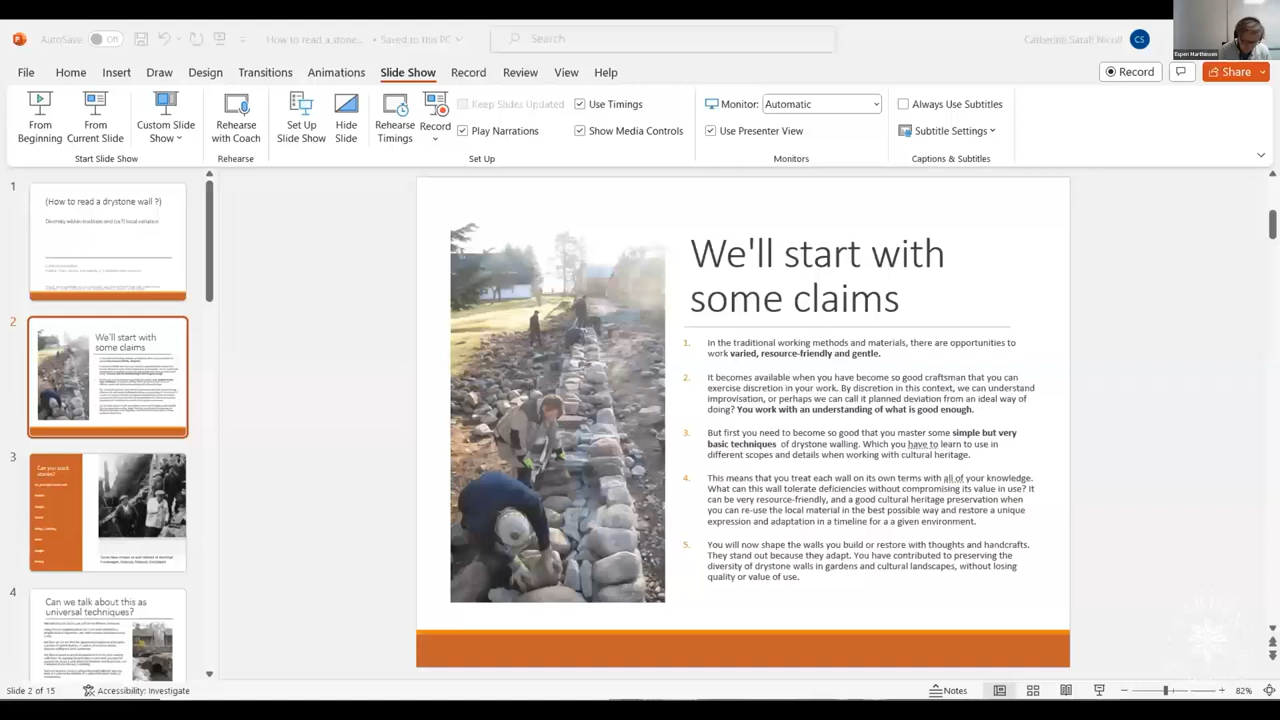 AutoSave
Off
How to read a stone...
• Saved to this PC
Search
Catherine Sarah Nicoll
CS
Espen Marthinsen
File
Home
Insert
Draw
Design
Transitions
Animations
Slide Show
Record
Review
View
Help
Record
Share
From
Beginning
From
Current Slide
Custom Slide
Show
Start Slide Show
Rehearse
with Coach
Rehearse
Set Up
Slide Show
Hide
Slide
Rehearse
Timings
Record
Keep Slides Updated
Play Narrations
Use Timings
Show Media Controls
Set Up
Monitor:
Automatic
Use Presenter View
Monitors
Always Use Subtitles
Subtitle Settings
Captions & Subtitles
1
(How to read a drystone wall ?)
2
We'll start with
some claims
3
Can you stack
stones?
4
Can we talk about this as
universal techniques?
We'll start with
some claims
1. In the traditional working methods and materials, there are opportunities to
work varied, resource-friendly and gentle.
2. It becomes available when you have become so good craftsman that you can
exercise discretion in your work. By discretion in this context, we can understand
improvisation, or perhaps we can call it planned deviation from an ideal way of
doing? You work with an understanding of what is good enough.
3. But first you need to become so good that you master some simple but very
basic techniques of drystone walling. Which you have to learn to use in
different scopes and details when working with cultural heritage.
4. This means that you treat each wall on its own terms with all of your knowledge.
What can this wall tolerate deficiencies without compromising its value in use? It
can be very resource-friendly, and a good cultural heritage preservation when
you can re-use the local material in the best possible way and restore a unique
expression and adaptation in a timeline for a a given environment.
5. You will now shape the walls you build or restore with thoughts and handcrafts.
They stand out because they adapt. You have contributed to preserving the
diversity of drystone walls in gardens and cultural landscapes, without losing
quality or value of use.
Slide 2 of 15
Accessibility: Investigate
Notes
82%